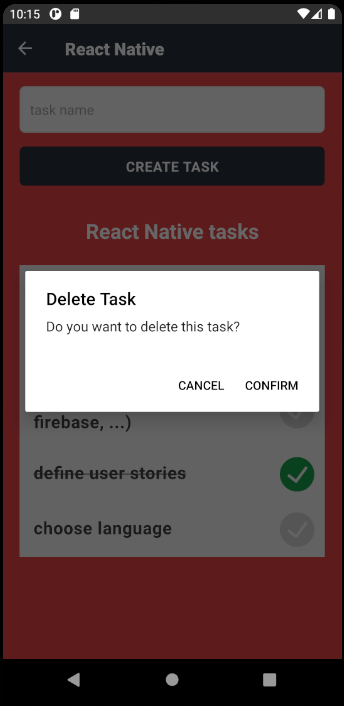 10:15
React Native
task name
CREATE TASK
React Native tasks
Delete Task
Do you want to delete this task?
CANCEL CONFIRM
firebase, ...)
define user stories
choose language